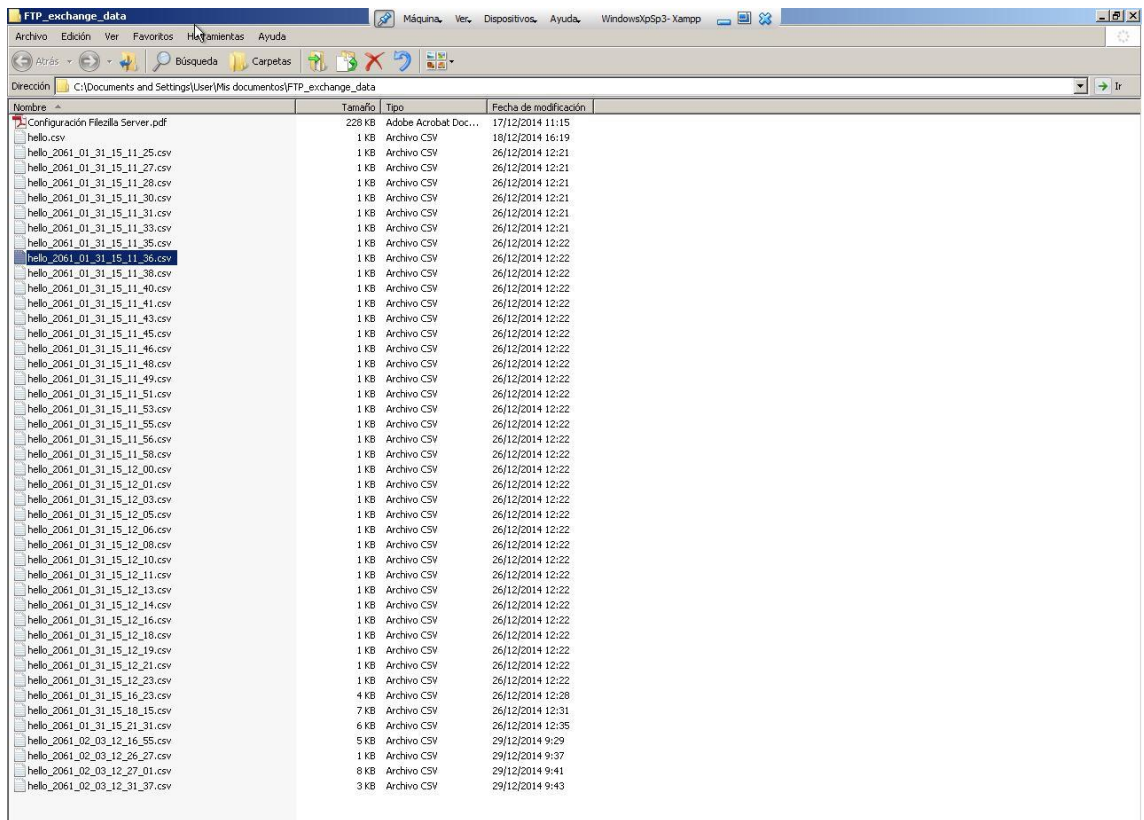 FTP_exchange_data
Máquina Ver Dispositivos Ayuda WindowsXpSp3- Xampp
Archivo Edición Ver Favoritos Herramientas Ayuda
Atrás Búsqueda Carpetas
Dirección C:\Documents and Settings\User\Mis documentos\FTP_exchange_data Ir
Nombre Tamaño Tipo Fecha de modificación
Configuración Filezilla Server.pdf 228 KB Adobe Acrobat Doc... 17/12/2014 11:15
hello.csv 1 KB Archivo CSV 18/12/2014 16:19
hello_2061_01_31_15_11_25.csv 1 KB Archivo CSV 26/12/2014 12:21
hello_2061_01_31_15_11_27.csv 1 KB Archivo CSV 26/12/2014 12:21
hello_2061_01_31_15_11_28.csv 1 KB Archivo CSV 26/12/2014 12:21
hello_2061_01_31_15_11_30.csv 1 KB Archivo CSV 26/12/2014 12:21
hello_2061_01_31_15_11_31.csv 1 KB Archivo CSV 26/12/2014 12:21
hello_2061_01_31_15_11_33.csv 1 KB Archivo CSV 26/12/2014 12:21
hello_2061_01_31_15_11_35.csv 1 KB Archivo CSV 26/12/2014 12:22
hello_2061_01_31_15_11_36.csv 1 KB Archivo CSV 26/12/2014 12:22
hello_2061_01_31_15_11_38.csv 1 KB Archivo CSV 26/12/2014 12:22
hello_2061_01_31_15_11_40.csv 1 KB Archivo CSV 26/12/2014 12:22
hello_2061_01_31_15_11_41.csv 1 KB Archivo CSV 26/12/2014 12:22
hello_2061_01_31_15_11_43.csv 1 KB Archivo CSV 26/12/2014 12:22
hello_2061_01_31_15_11_45.csv 1 KB Archivo CSV 26/12/2014 12:22
hello_2061_01_31_15_11_46.csv 1 KB Archivo CSV 26/12/2014 12:22
hello_2061_01_31_15_11_48.csv 1 KB Archivo CSV 26/12/2014 12:22
hello_2061_01_31_15_11_49.csv 1 KB Archivo CSV 26/12/2014 12:22
hello_2061_01_31_15_11_51.csv 1 KB Archivo CSV 26/12/2014 12:22
hello_2061_01_31_15_11_53.csv 1 KB Archivo CSV 26/12/2014 12:22
hello_2061_01_31_15_11_55.csv 1 KB Archivo CSV 26/12/2014 12:22
hello_2061_01_31_15_11_56.csv 1 KB Archivo CSV 26/12/2014 12:22
hello_2061_01_31_15_11_58.csv 1 KB Archivo CSV 26/12/2014 12:22
hello_2061_01_31_15_12_00.csv 1 KB Archivo CSV 26/12/2014 12:22
hello_2061_01_31_15_12_01.csv 1 KB Archivo CSV 26/12/2014 12:22
hello_2061_01_31_15_12_03.csv 1 KB Archivo CSV 26/12/2014 12:22
hello_2061_01_31_15_12_05.csv 1 KB Archivo CSV 26/12/2014 12:22
hello_2061_01_31_15_12_06.csv 1 KB Archivo CSV 26/12/2014 12:22
hello_2061_01_31_15_12_08.csv 1 KB Archivo CSV 26/12/2014 12:22
hello_2061_01_31_15_12_10.csv 1 KB Archivo CSV 26/12/2014 12:22
hello_2061_01_31_15_12_11.csv 1 KB Archivo CSV 26/12/2014 12:22
hello_2061_01_31_15_12_13.csv 1 KB Archivo CSV 26/12/2014 12:22
hello_2061_01_31_15_12_14.csv 1 KB Archivo CSV 26/12/2014 12:22
hello_2061_01_31_15_12_16.csv 1 KB Archivo CSV 26/12/2014 12:22
hello_2061_01_31_15_12_18.csv 1 KB Archivo CSV 26/12/2014 12:22
hello_2061_01_31_15_12_19.csv 1 KB Archivo CSV 26/12/2014 12:22
hello_2061_01_31_15_12_21.csv 1 KB Archivo CSV 26/12/2014 12:22
hello_2061_01_31_15_12_23.csv 1 KB Archivo CSV 26/12/2014 12:22
hello_2061_01_31_15_16_23.csv 4 KB Archivo CSV 26/12/2014 12:28
hello_2061_01_31_15_18_15.csv 7 KB Archivo CSV 26/12/2014 12:31
hello_2061_01_31_15_21_31.csv 6 KB Archivo CSV 26/12/2014 12:35
hello_2061_02_03_12_16_55.csv 5 KB Archivo CSV 29/12/2014 9:29
hello_2061_02_03_12_26_27.csv 1 KB Archivo CSV 29/12/2014 9:37
hello_2061_02_03_12_27_01.csv 8 KB Archivo CSV 29/12/2014 9:41
hello_2061_02_03_12_31_37.csv 3 KB Archivo CSV 29/12/2014 9:43